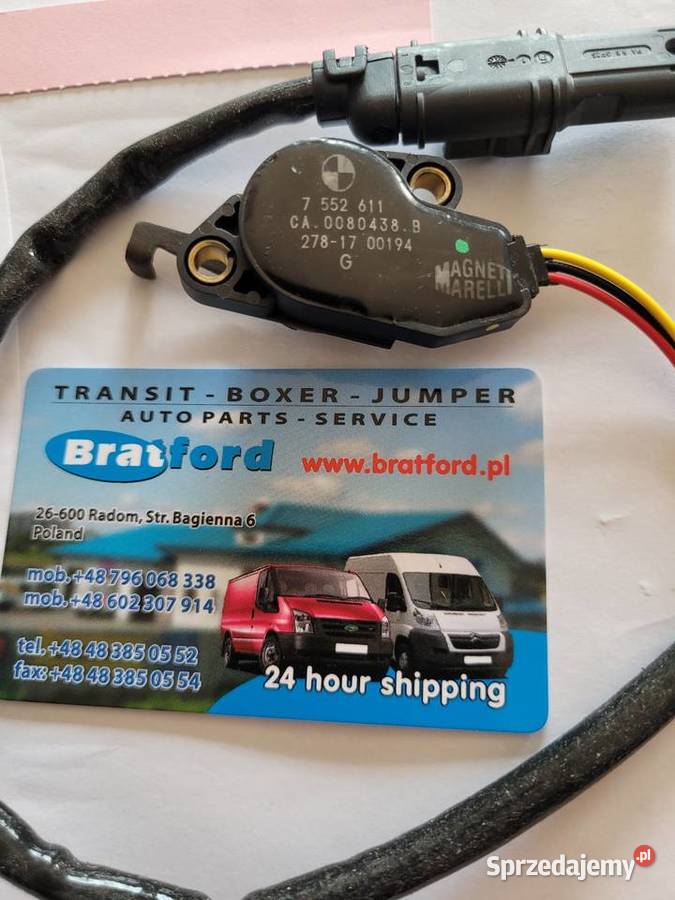 7 552 611
CA.0080438.B
278-17 00194
G
MAGNETI
MARELLI
TRANSIT - BOXER - JUMPER
AUTO PARTS - SERVICE
Bratford
www.bratford.pl
26-600 Radom, Str. Bagienna 6
Poland
mob. +48 796 068 338
mob. +48 602 307 914
tel. +48 48 385 05 52
fax: +48 48 385 05 54
24 hour shipping
Sprzedajemy.pl